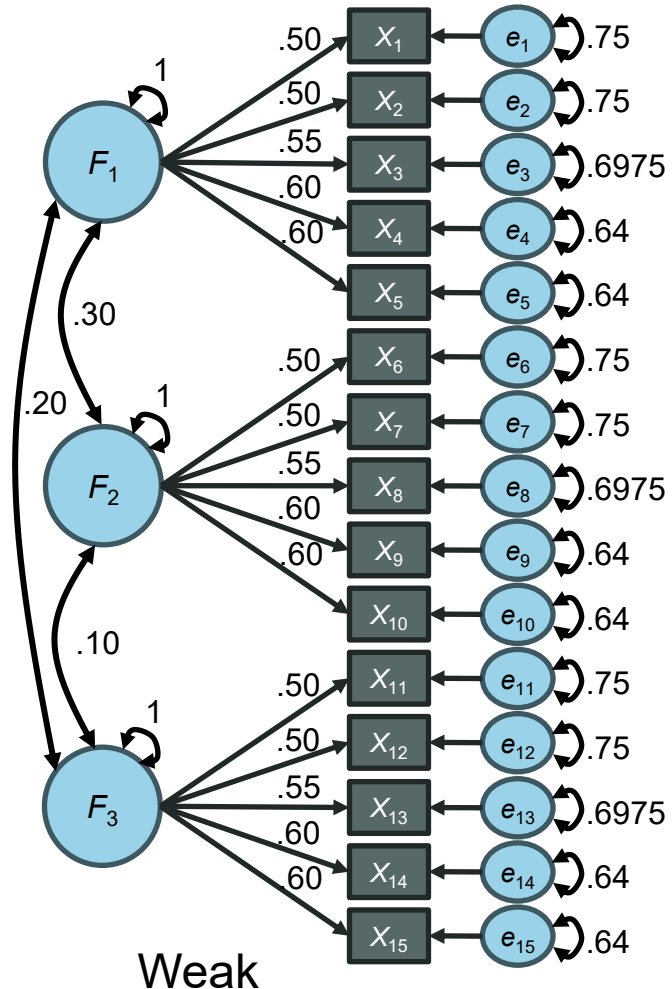 .50 X1 e1 .75
1
.50 X2 e2 .75
F1 .55 X3 e3 .6975
.60 X4 e4 .64
.60 X5 e5 .64
.30
.50 X6 e6 .75
.20
1 .50 X7 e7 .75
F2 .55 X8 e8 .6975
.60 X9 e9 .64
.60 X10 e10 .64
.10
.50 X11 e11 .75
1 .50 X12 e12 .75
F3 .55 X13 e13 .6975
.60 X14 e14 .64
.60 X15 e15 .64
Weak